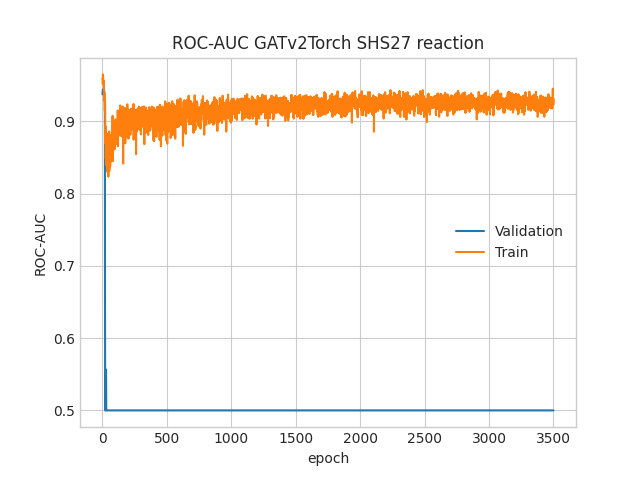 ROC-AUC GATv2Torch SHS27 reaction
ROC-AUC
0.9
0.8
0.7
0.6
0.5
Validation
Train
0 500 1000 1500 2000 2500 3000 3500
epoch